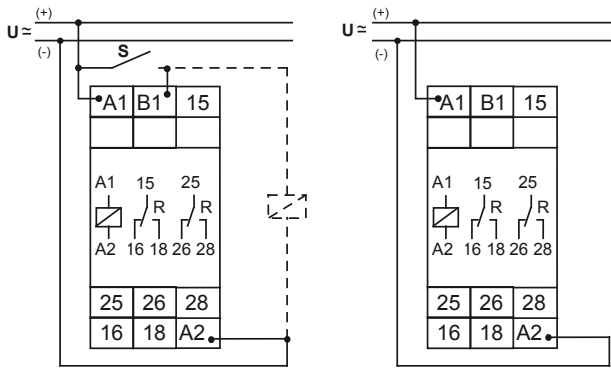 (+)
U ≃
(-)
S
A1 B1 15
A1 15 25
R R
A2 16 18 26 28
25 26 28
16 18 A2
(+)
U ≃
(-)
A1 B1 15
A1 15 25
R R
A2 16 18 26 28
25 26 28
16 18 A2